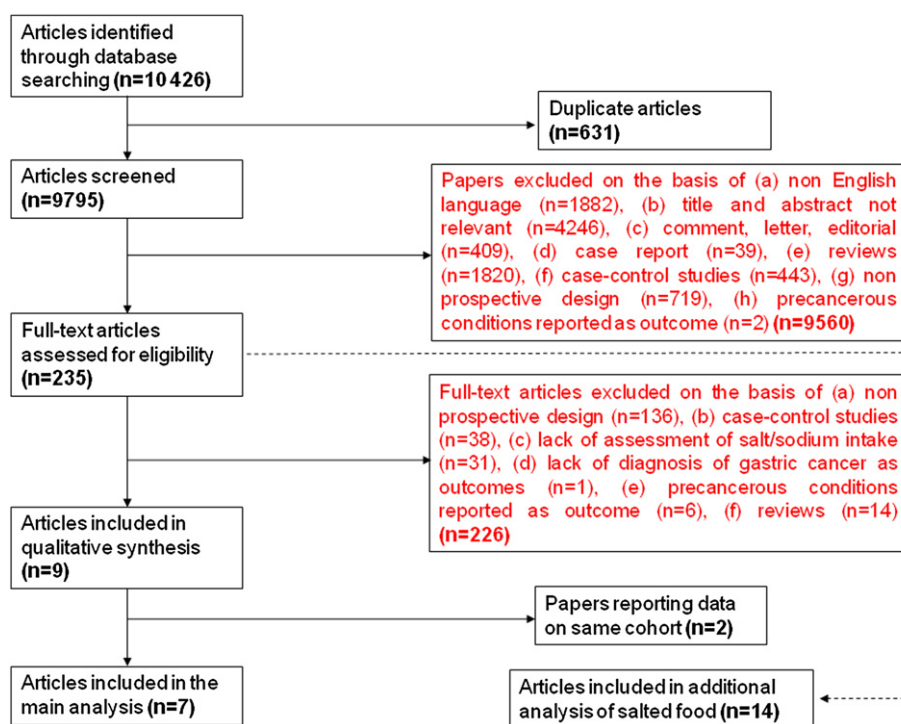 Articles identified
through database
searching (n=10 426)
Duplicate articles
(n=631)
Articles screened
(n=9795)
Papers excluded on the basis of (a) non English
language (n=1882), (b) title and abstract not
relevant (n=4246), (c) comment, letter, editorial
(n=409), (d) case report (n=39), (e) reviews
(n=1820), (f) case-control studies (n=443), (g) non
prospective design (n=719), (h) precancerous
conditions reported as outcome (n=2) (n=9560)
Full-text articles
assessed for eligibility
(n=235)
Full-text articles excluded on the basis of (a) non
prospective design (n=136), (b) case-control studies
(n=38), (c) lack of assessment of salt/sodium intake
(n=31), (d) lack of diagnosis of gastric cancer as
outcomes (n=1), (e) precancerous conditions
reported as outcome (n=6), (f) reviews (n=14)
(n=226)
Articles included in
qualitative synthesis
(n=9)
Papers reporting data
on same cohort (n=2)
Articles included in the
main analysis (n=7)
Articles included in additional
analysis of salted food (n=14)